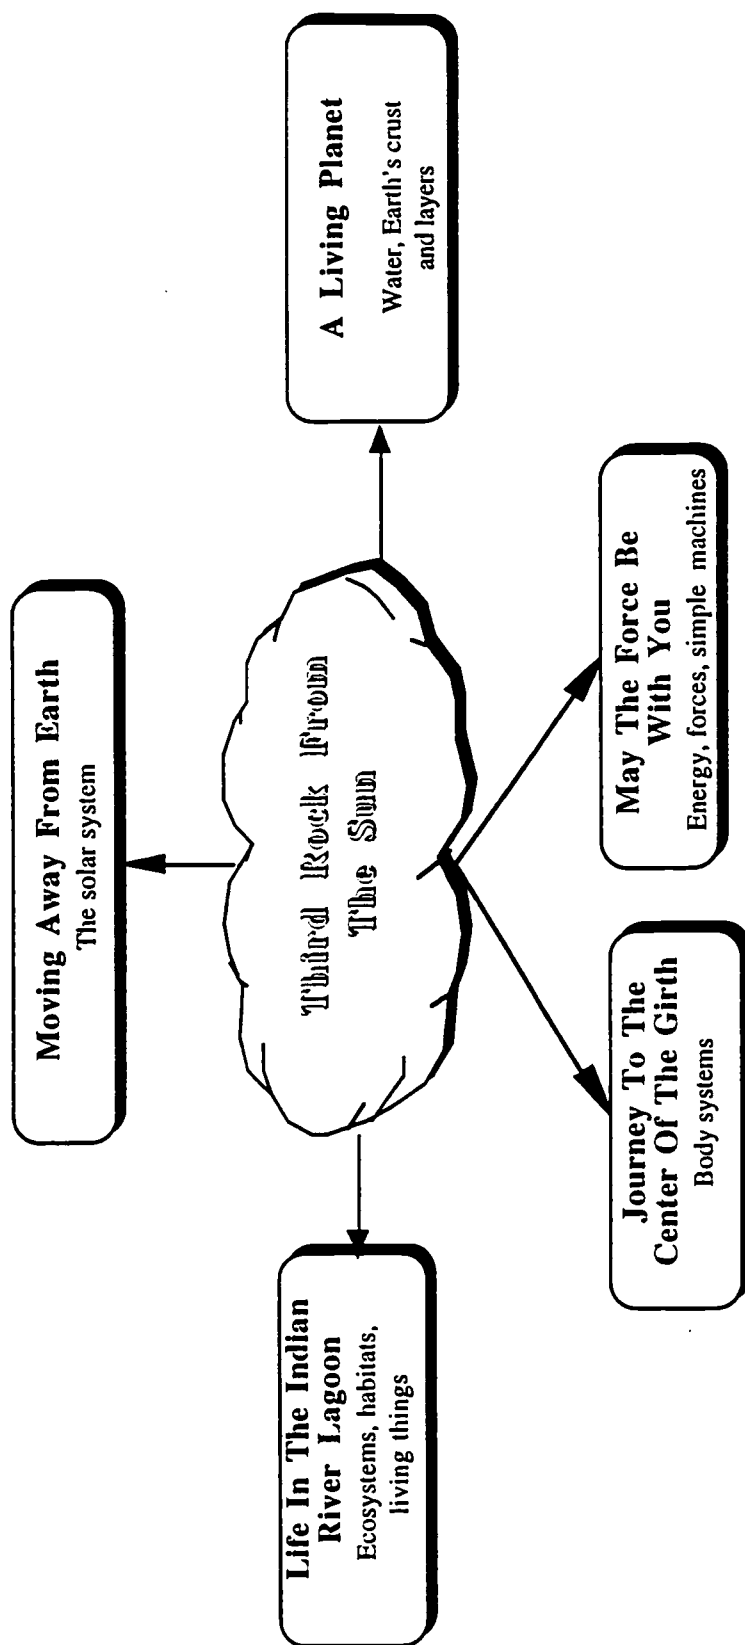 Moving Away From Earth
The solar system
Life In The Indian
River Lagoon
Ecosystems, habitats,
living things
Third Rock From
The Sun
A Living Planet
Water, Earth's crust
and layers
Journey To The
Center Of The Girth
Body systems
May The Force Be
With You
Energy, forces, simple machines